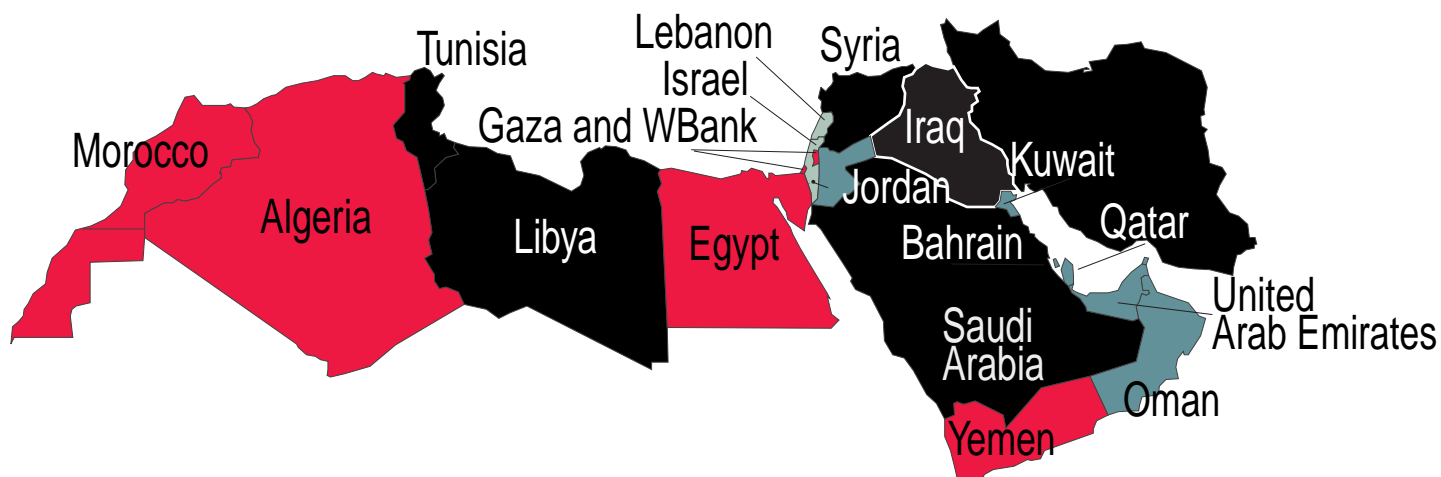 Lebanon
Syria
Tunisia
Israel
Gaza and WBank
Iraq
Morocco
Kuwait
Jordan
Algeria
Qatar
Libya
Egypt
Bahrain
United
Arab Emirates
Saudi
Arabia
Oman
Yemen